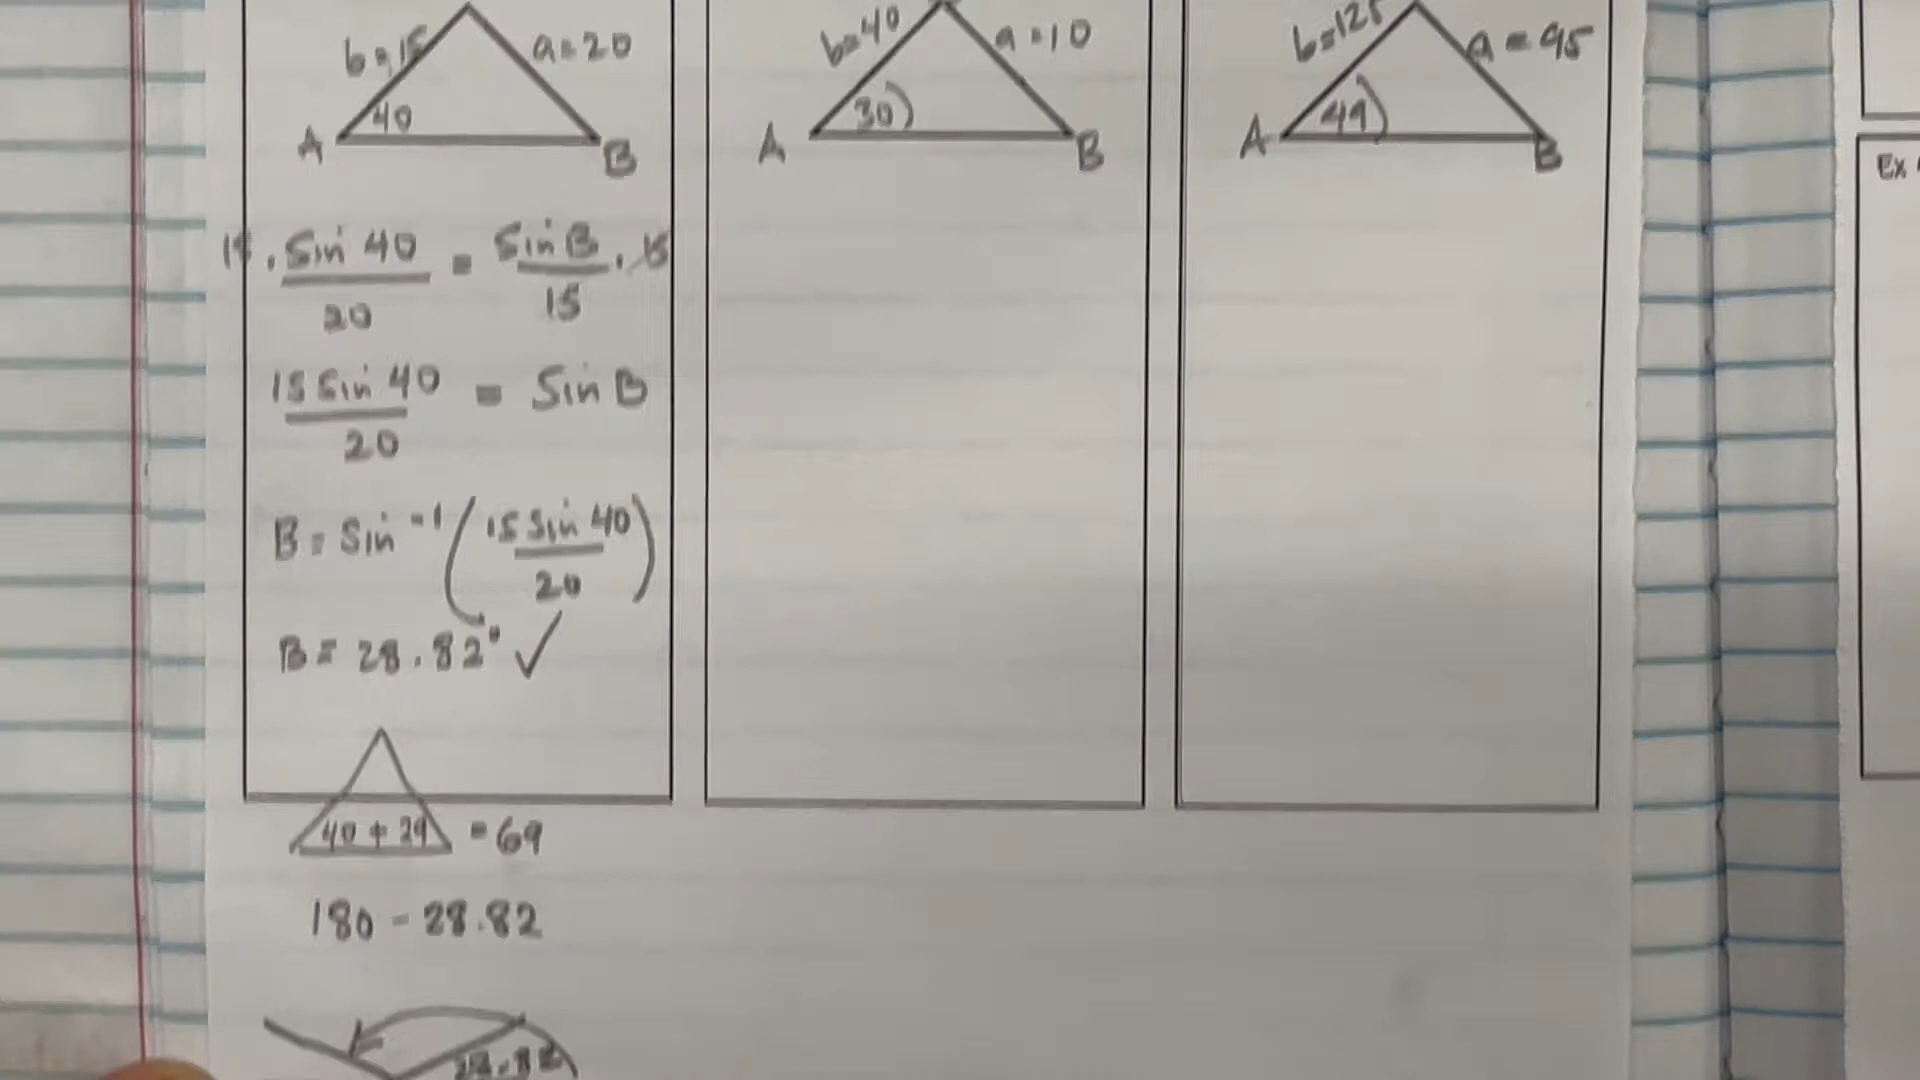 b=15
a=20
40
A
B
15 . Sin 40 / 20 = Sin B / 15 . 15
15 Sin 40 / 20 = Sin B
B = Sin⁻¹ ( 15 Sin 40 / 20 )
B = 28.82° ✓
40 + 29 = 69
180 - 28.82
28.82
b=40
a=10
30
A
B
b=125
a=95
49
A
B
Ex